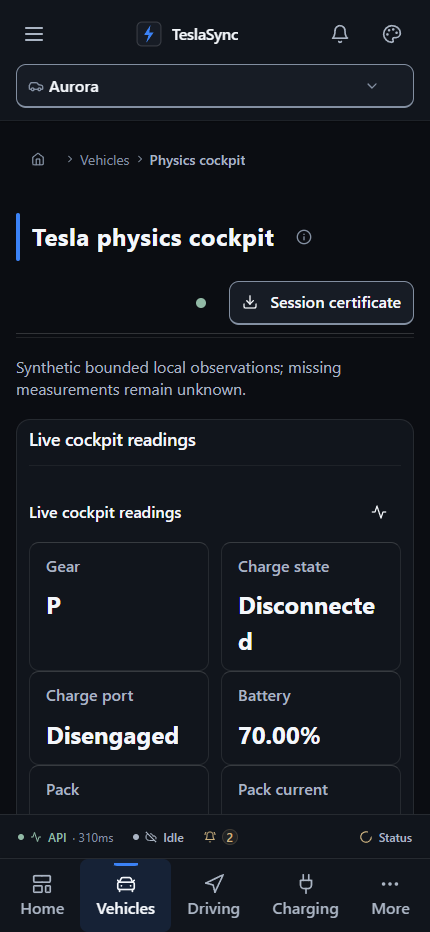 TeslaSync
Aurora
Vehicles
Physics cockpit
Tesla physics cockpit
Session certificate
Synthetic bounded local observations; missing
measurements remain unknown.
Live cockpit readings
Live cockpit readings
Gear
P
Charge state
Disconnecte
d
Charge port
Disengaged
Battery
70.00%
Pack
Pack current
API · 310ms
Idle
2
Status
Home
Vehicles
Driving
Charging
More